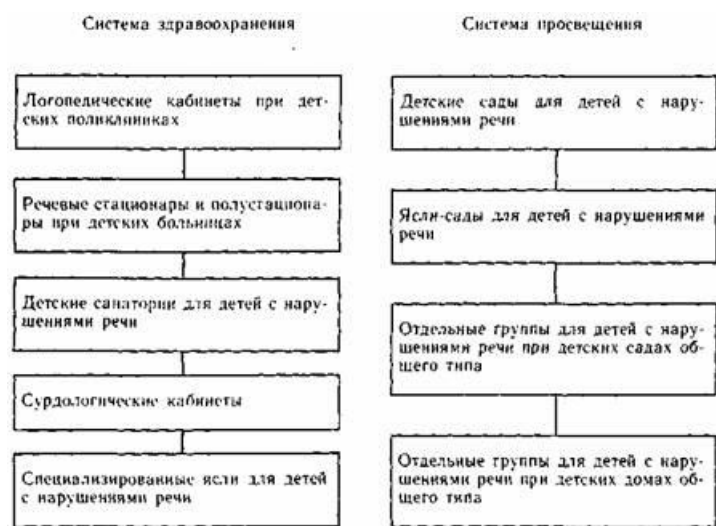 Система здравоохранения
Логопедические кабинеты при дет-
ских поликлиниках
Речевые стационары и полустациона-
ры при детских больницах
Детские санатории для детей с нару-
шениями речи
Сурдологические кабинеты
Специализированные ясли для детей
с нарушениями речи
Система просвещения
Детские сады для детей с нару-
шениями речи
Ясли-сады для детей с нарушениями
речи
Отдельные группы для детей с нару-
шениями речи при детских садах об-
щего типа
Отдельные группы для детей с нару-
шениями речи при детских домах об-
щего типа